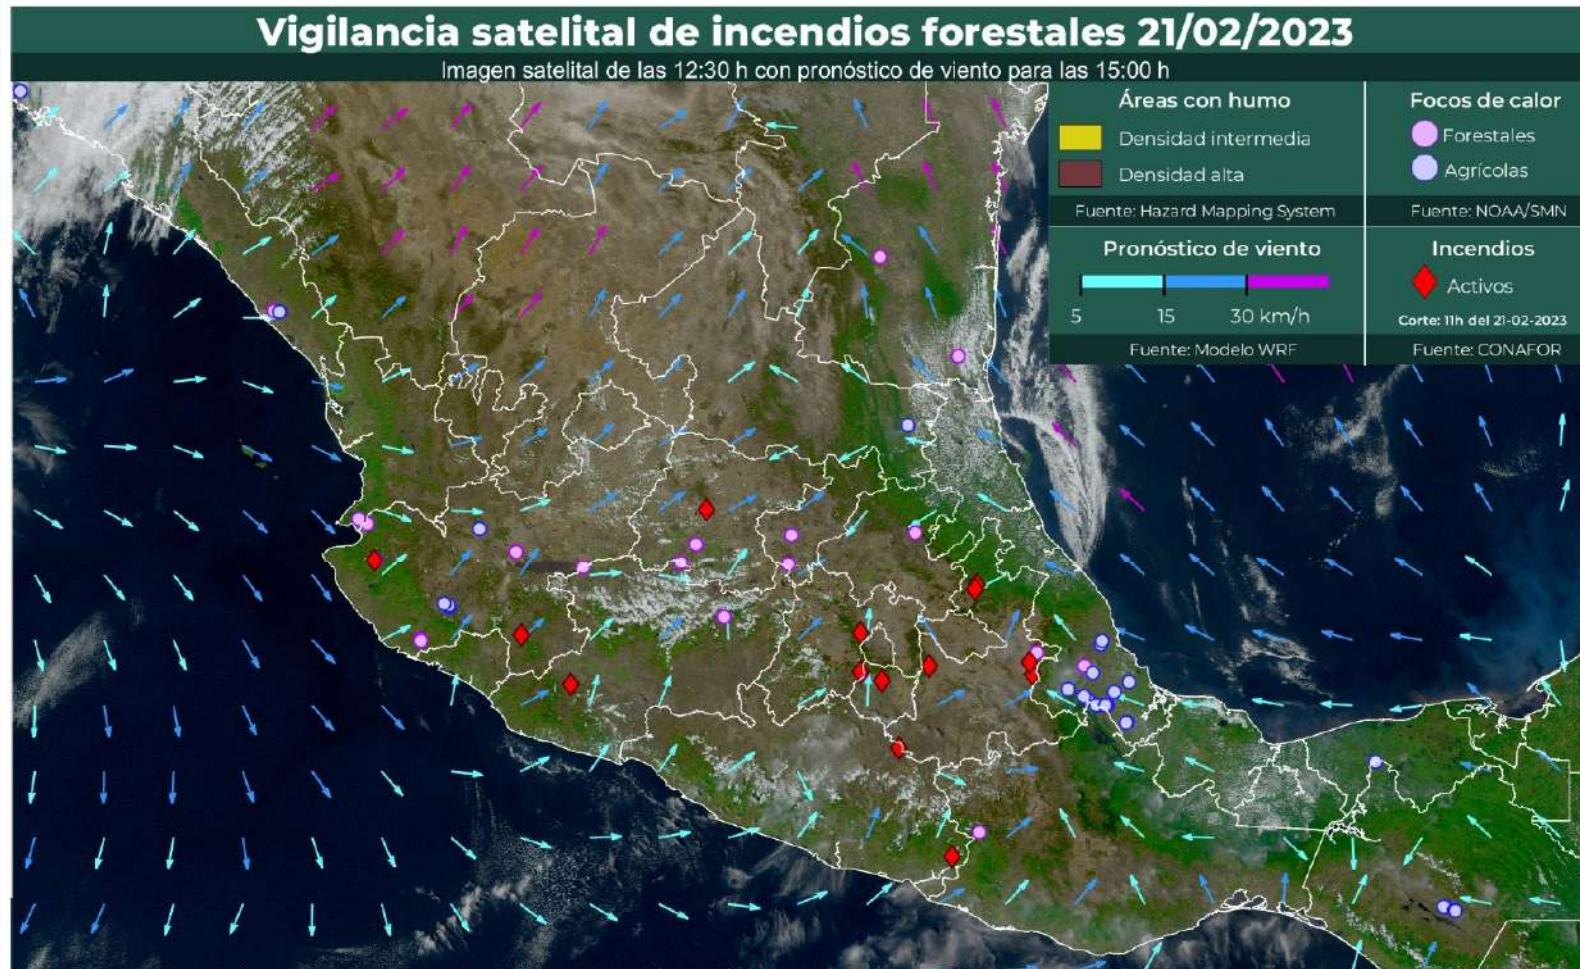 Vigilancia satelital de incendios forestales 21/02/2023
Imagen satelital de las 12:30 h con pronóstico de viento para las 15:00 h
Áreas con humo
Densidad intermedia
Densidad alta
Fuente: Hazard Mapping System
Focos de calor
Forestales
Agrícolas
Fuente: NOAA/SMN
Pronóstico de viento
5 15 30 km/h
Fuente: Modelo WRF
Incendios
Activos
Corte: 11h del 21-02-2023
Fuente: CONAFOR